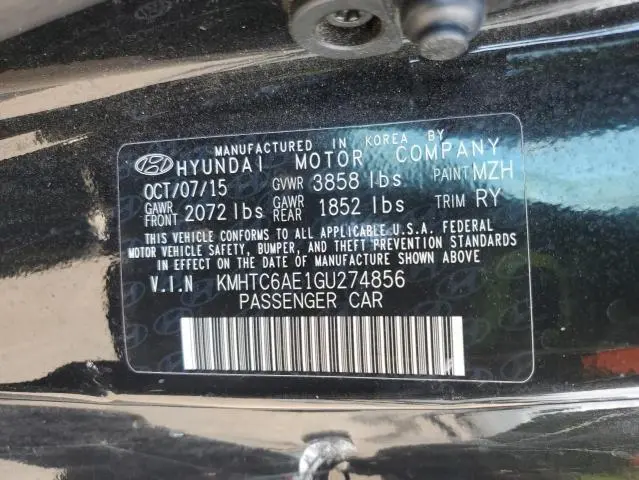 MANUFACTURED IN KOREA BY
HYUNDAI MOTOR COMPANY
OCT/07/15 GVWR 3858 lbs PAINT MZH
GAWR FRONT 2072 lbs GAWR REAR 1852 lbs TRIM RY
THIS VEHICLE CONFORMS TO ALL APPLICABLE U.S.A. FEDERAL
MOTOR VEHICLE SAFETY, BUMPER, AND THEFT PREVENTION STANDARDS
IN EFFECT ON THE DATE OF MANUFACTURE SHOWN ABOVE
V.I.N KMHTC6AE1GU274856
PASSENGER CAR